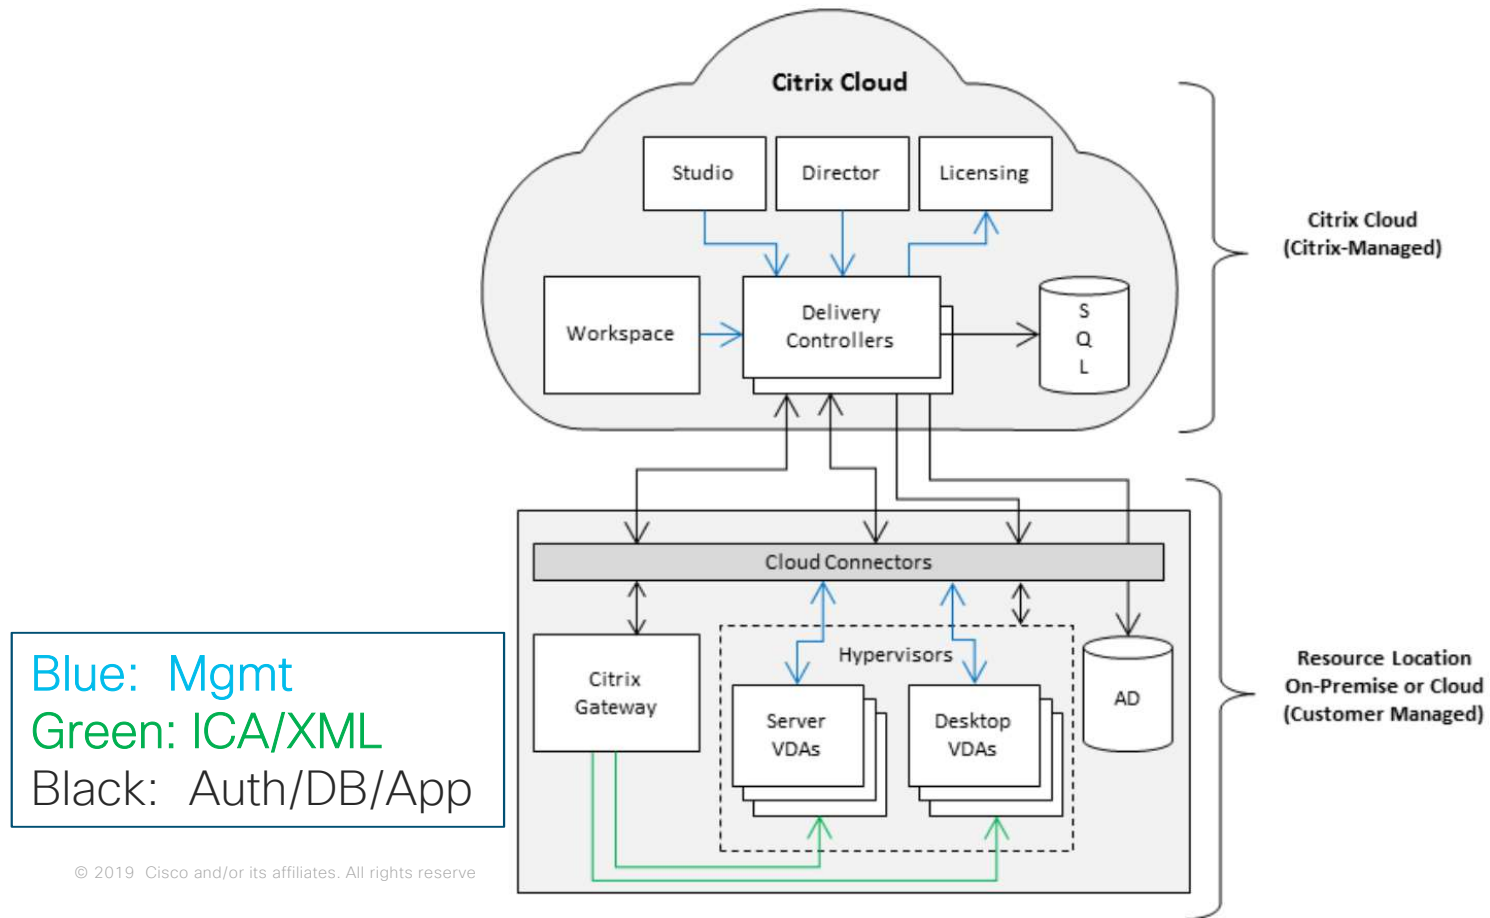 Citrix Cloud
Studio
Director
Licensing
Citrix Cloud
(Citrix-Managed)
Workspace
Delivery
Controllers
S
Q
L
Cloud Connectors
Hypervisors
Citrix
Gateway
Server
VDAs
Desktop
VDAs
AD
Resource Location
On-Premise or Cloud
(Customer Managed)
Blue: Mgmt
Green: ICA/XML
Black: Auth/DB/App
© 2019 Cisco and/or its affiliates. All rights reserve